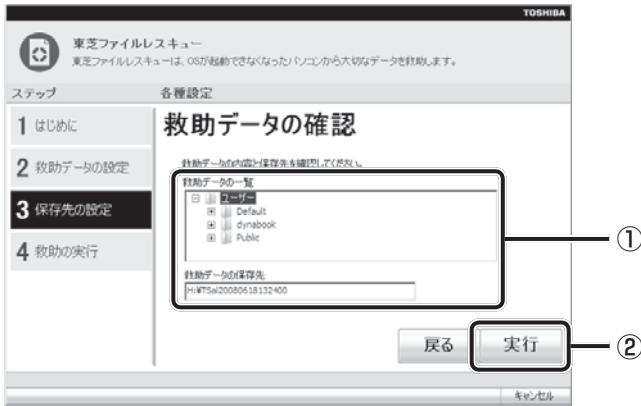 TOSHIBA
東芝ファイルレスキュー
東芝ファイルレスキューは、OSが起動できなくなったパソコンから大切なデータを救助します。
ステップ
各種設定
1 はじめに
2 救助データの設定
3 保存先の設定
4 救助の実行
救助データの確認
救助データの内容と保存先を確認してください。
救助データの一覧
ユーザー
Default
dynabook
Public
①
救助データの保存先
H:¥TSal20080618132400
戻る
実行
②
キャンセル